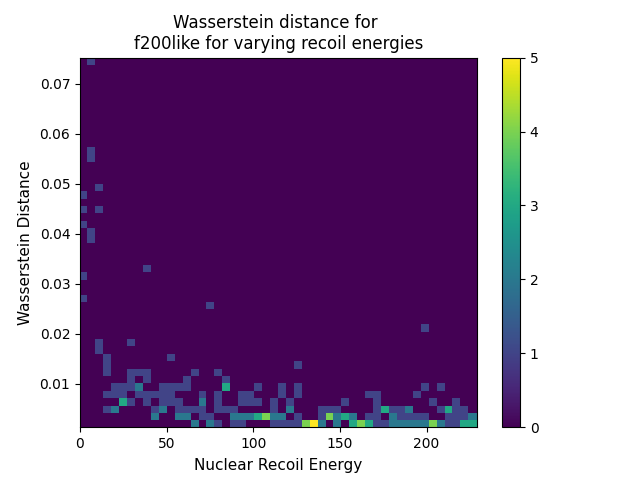 Wasserstein distance for
f200like for varying recoil energies
Wasserstein Distance
0.07
0.06
0.05
0.04
0.03
0.02
0.01
0 50 100 150 200
Nuclear Recoil Energy
5
4
3
2
1
0